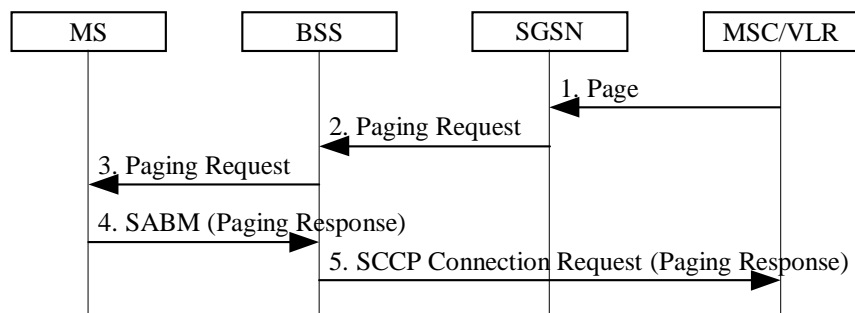 MS
BSS
SGSN
MSC/VLR
1. Page
2. Paging Request
3. Paging Request
4. SABM (Paging Response)
5. SCCP Connection Request (Paging Response)